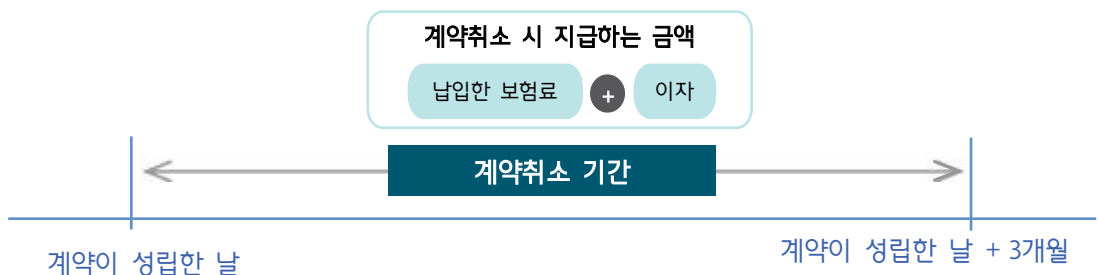 계약취소 시 지급하는 금액
납입한 보험료 + 이자
계약취소 기간
계약이 성립한 날
계약이 성립한 날 + 3개월